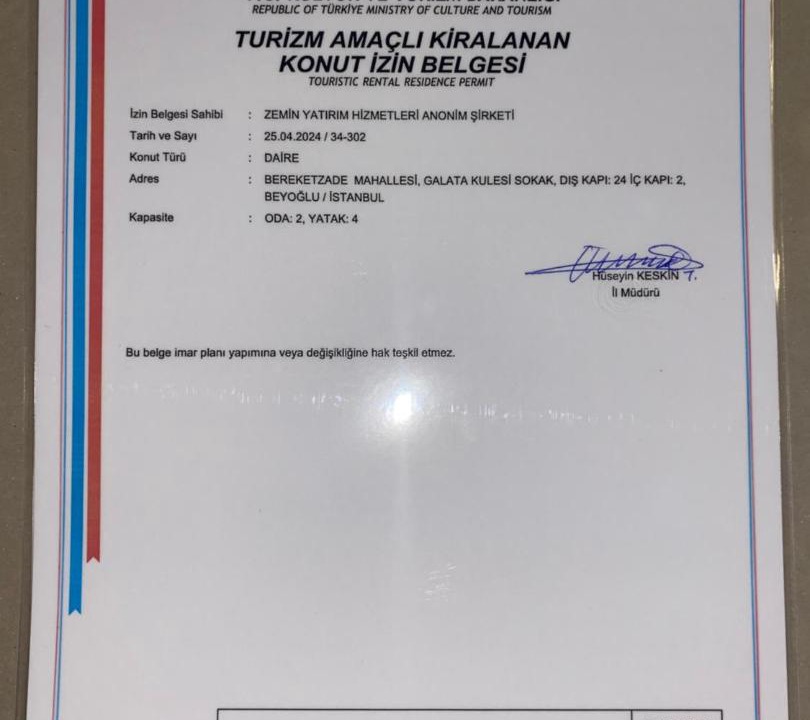 REPUBLIC OF TÜRKİYE MINISTRY OF CULTURE AND TOURISM
TURİZM AMAÇLI KİRALANAN
KONUT İZİN BELGESİ
TOURISTIC RENTAL RESIDENCE PERMIT
İzin Belgesi Sahibi : ZEMİN YATIRIM HİZMETLERİ ANONİM ŞİRKETİ
Tarih ve Sayı : 25.04.2024 / 34-302
Konut Türü : DAİRE
Adres : BEREKETZADE MAHALLESİ, GALATA KULESİ SOKAK, DIŞ KAPI: 24 İÇ KAPI: 2,
BEYOĞLU / İSTANBUL
Kapasite : ODA: 2, YATAK: 4
Hüseyin KESKİN
İl Müdürü
Bu belge imar planı yapımına veya değişikliğine hak teşkil etmez.